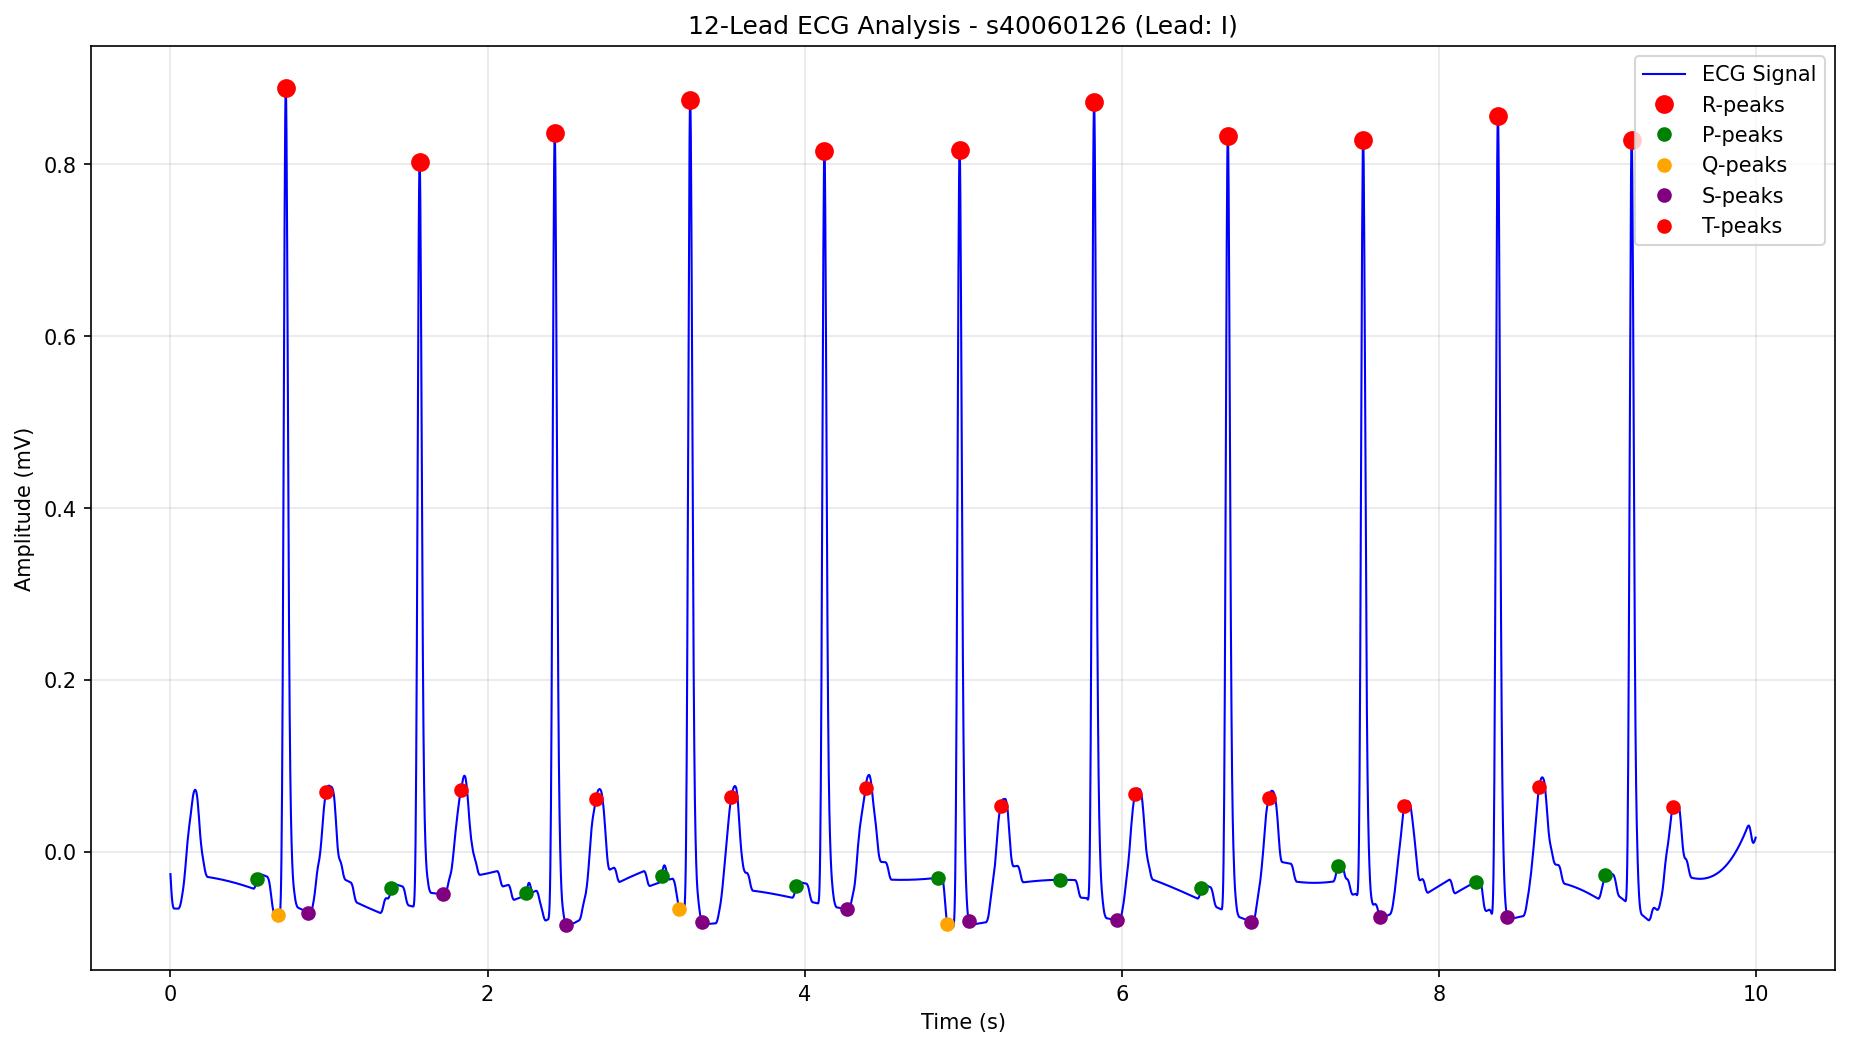 12-Lead ECG Analysis - s40060126 (Lead: I)
ECG Signal
R-peaks
P-peaks
Q-peaks
S-peaks
T-peaks
Amplitude (mV)
0.8
0.6
0.4
0.2
0.0
0 2 4 6 8 10
Time (s)